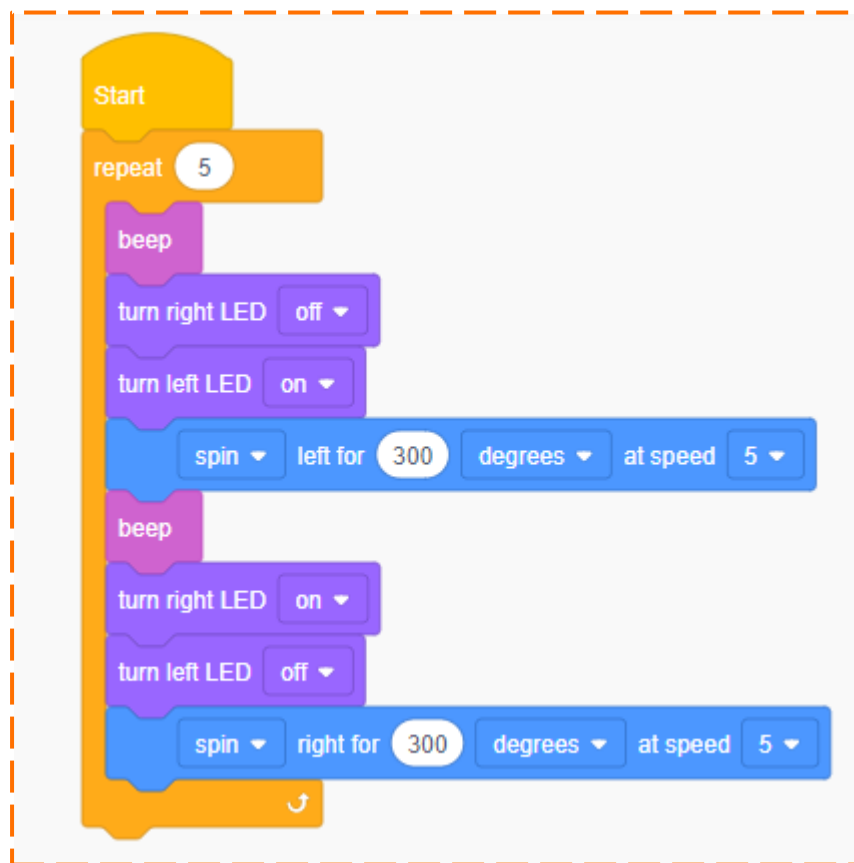 Start
repeat 5
beep
turn right LED off
turn left LED on
spin left for 300 degrees at speed 5
beep
turn right LED on
turn left LED off
spin right for 300 degrees at speed 5